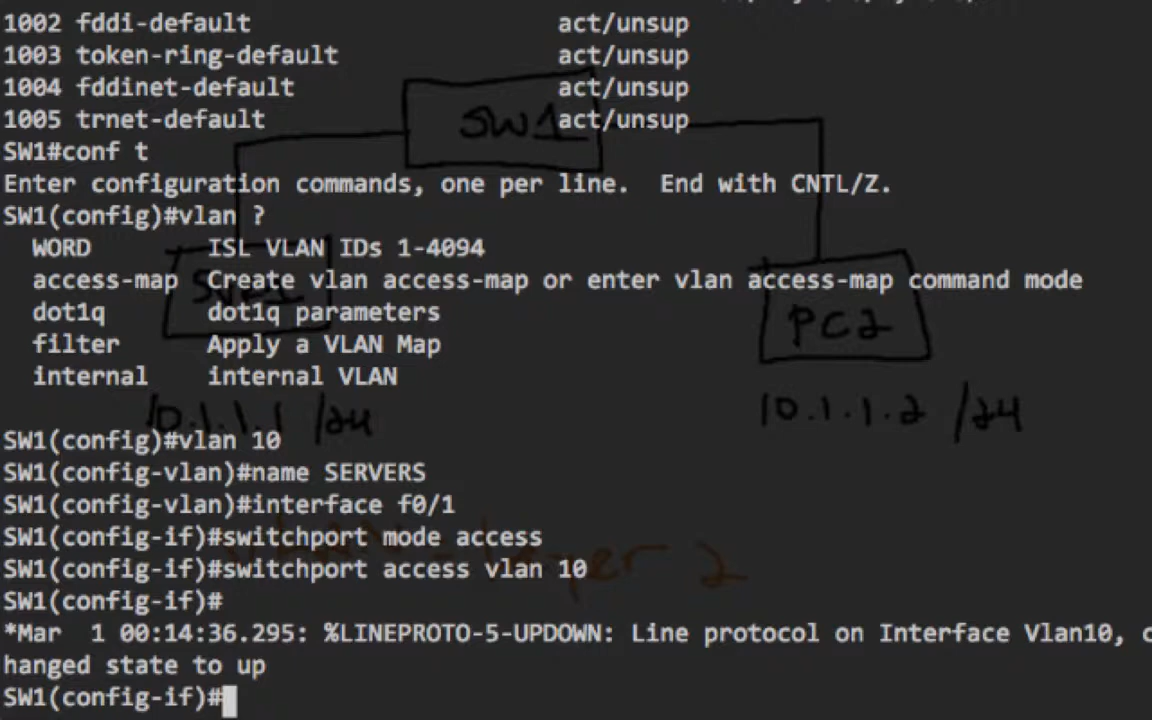 1002 fddi-default                     act/unsup
1003 token-ring-default               act/unsup
1004 fddinet-default                  act/unsup
1005 trnet-default                    act/unsup
SW1
SW1#conf t
Enter configuration commands, one per line.  End with CNTL/Z.
SW1(config)#vlan ?
  WORD        ISL VLAN IDs 1-4094
  access-map  Create vlan access-map or enter vlan access-map command mode
  dot1q       dot1q parameters
  filter      Apply a VLAN Map
  internal    internal VLAN
PC2
10.1.1.1 /24
10.1.1.2 /24
SW1(config)#vlan 10
SW1(config-vlan)#name SERVERS
SW1(config-vlan)#interface f0/1
SW1(config-if)#switchport mode access
VLAN - layer 2
SW1(config-if)#switchport access vlan 10
SW1(config-if)#
*Mar  1 00:14:36.295: %LINEPROTO-5-UPDOWN: Line protocol on Interface Vlan10, c
hanged state to up
SW1(config-if)#